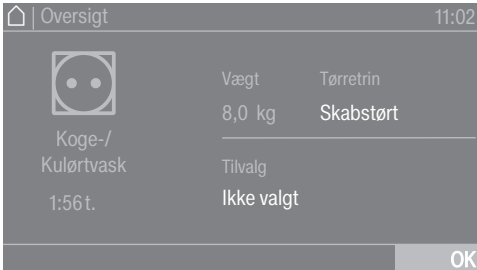 Oversigt 11:02
Koge-/
Kulørtvask
1:56 t.
Vægt Tørretrin
8,0 kg Skabstørt
Tilvalg
Ikke valgt
OK